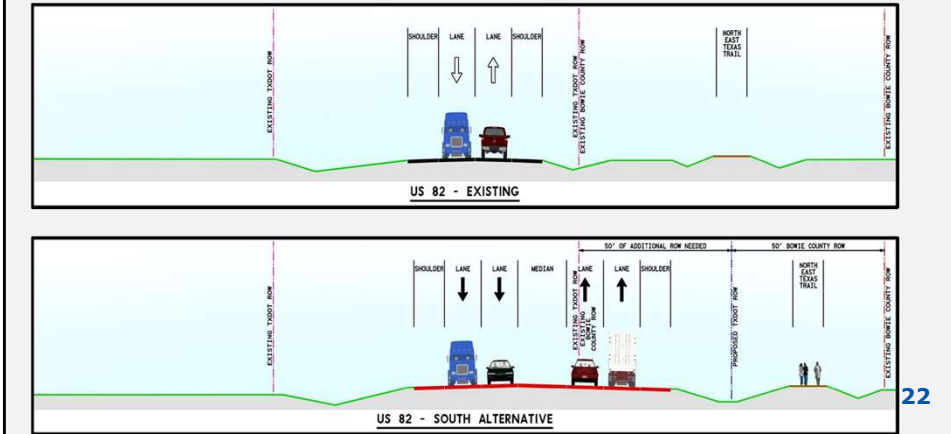 EXISTING TXDOT ROW
SHOULDER
LANE
LANE
SHOULDER
EXISTING TXDOT ROW
EXISTING BOWIE COUNTY ROW
NORTH
EAST
TEXAS
TRAIL
EXISTING BOWIE COUNTY ROW
US 82 - EXISTING
50' OF ADDITIONAL ROW NEEDED
50' BOWIE COUNTY ROW
EXISTING TXDOT ROW
SHOULDER
LANE
LANE
MEDIAN
LANE
LANE
SHOULDER
EXISTING TXDOT ROW
EXISTING
BOWIE
COUNTY ROW
PROPOSED TXDOT ROW
NORTH
EAST
TEXAS
TRAIL
EXISTING BOWIE COUNTY ROW
US 82 - SOUTH ALTERNATIVE
22